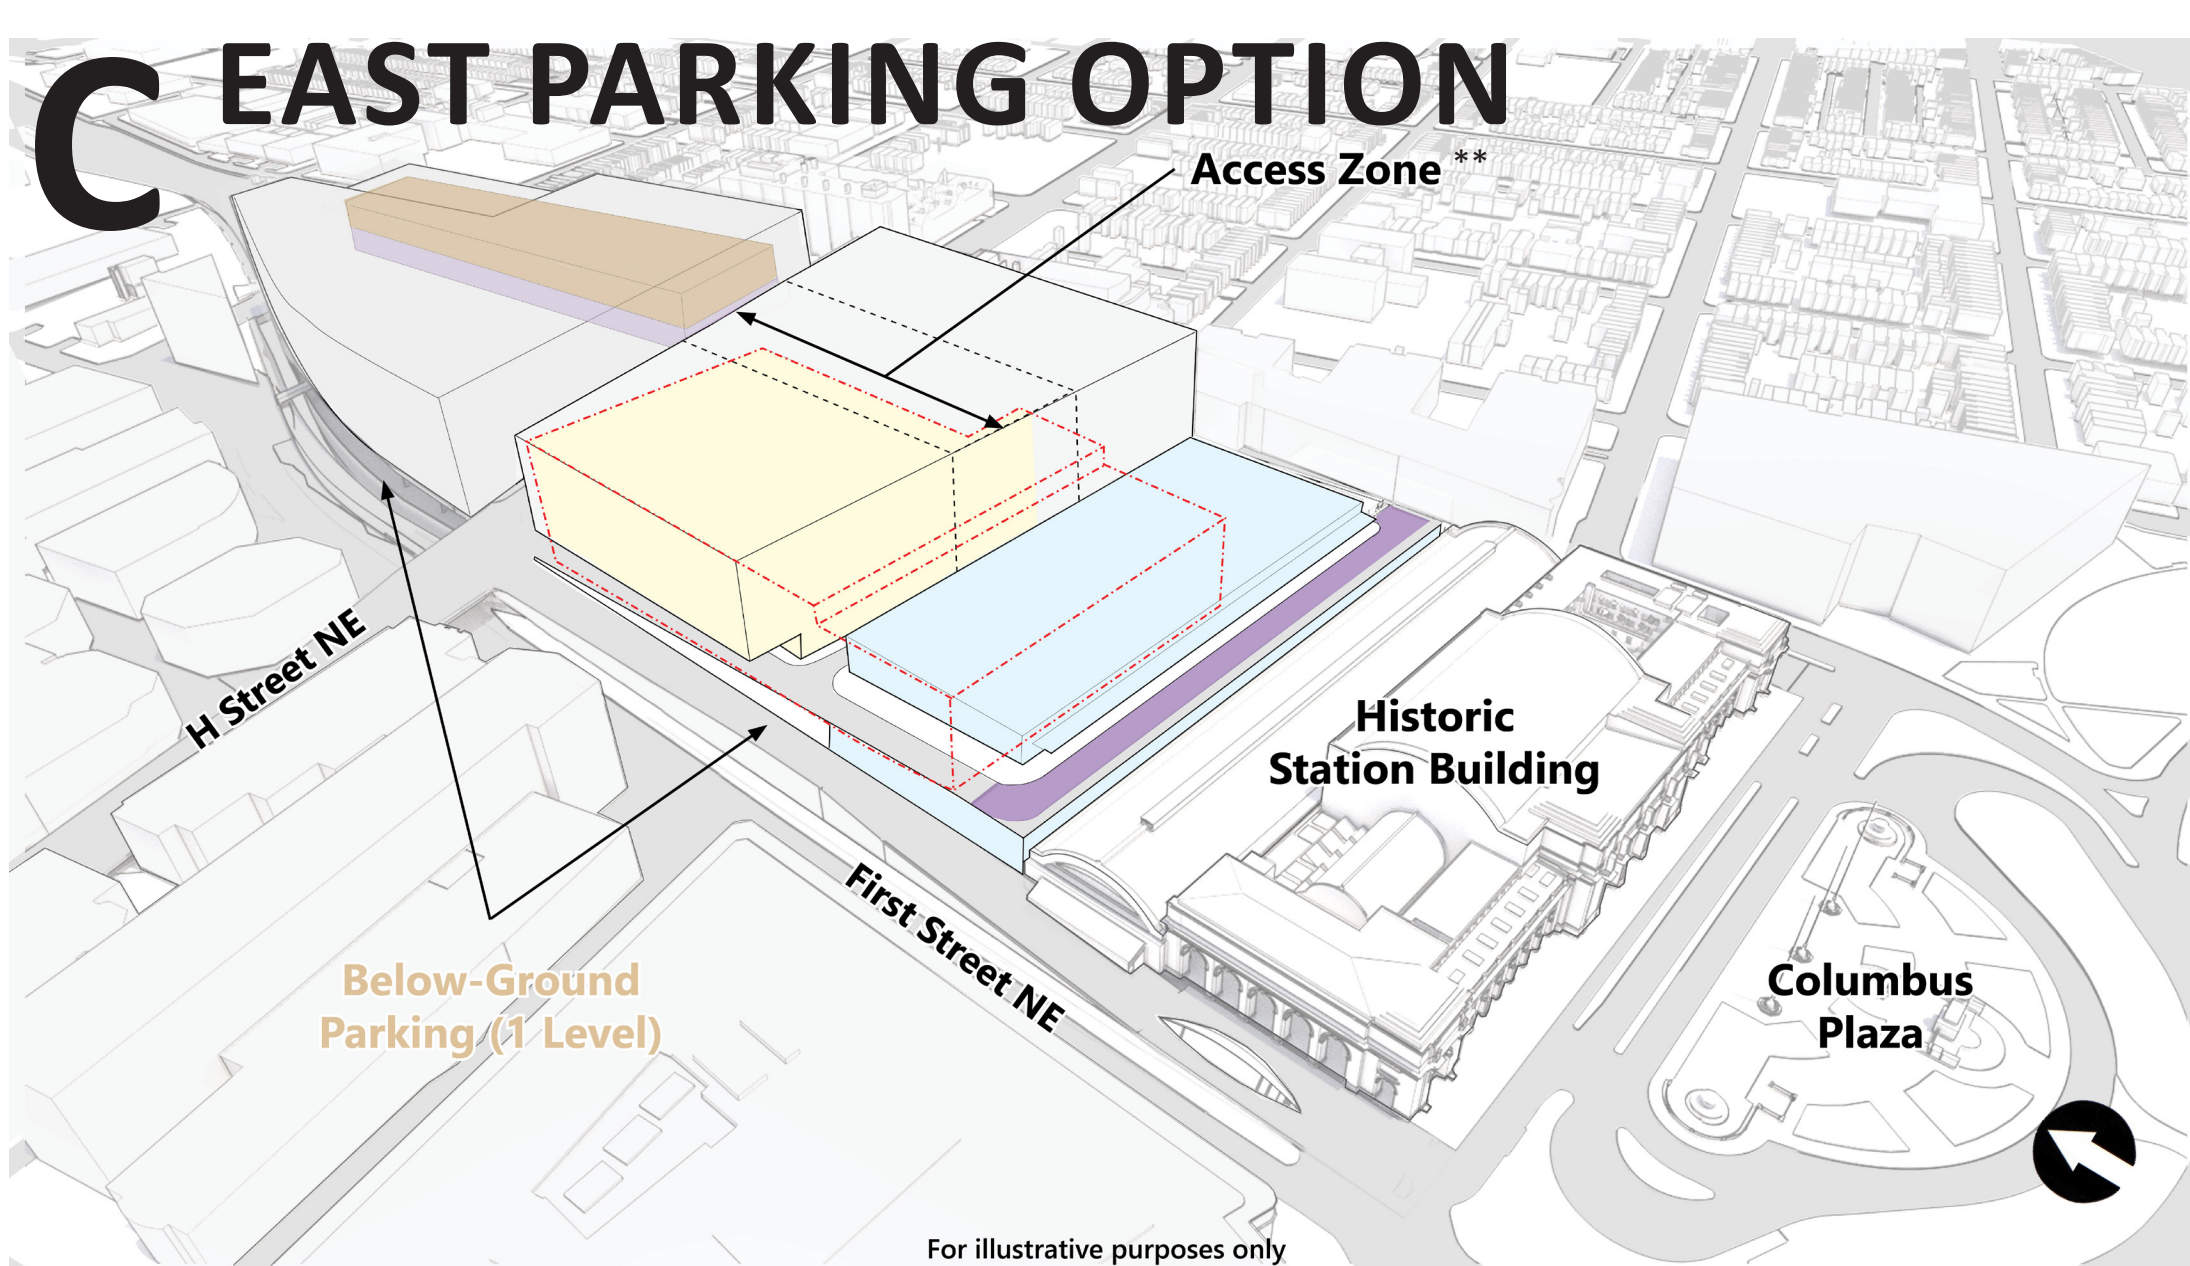 C EAST PARKING OPTION
Access Zone **
H Street NE
Historic
Station Building
First Street NE
Below-Ground
Parking (1 Level)
Columbus
Plaza
For illustrative purposes only